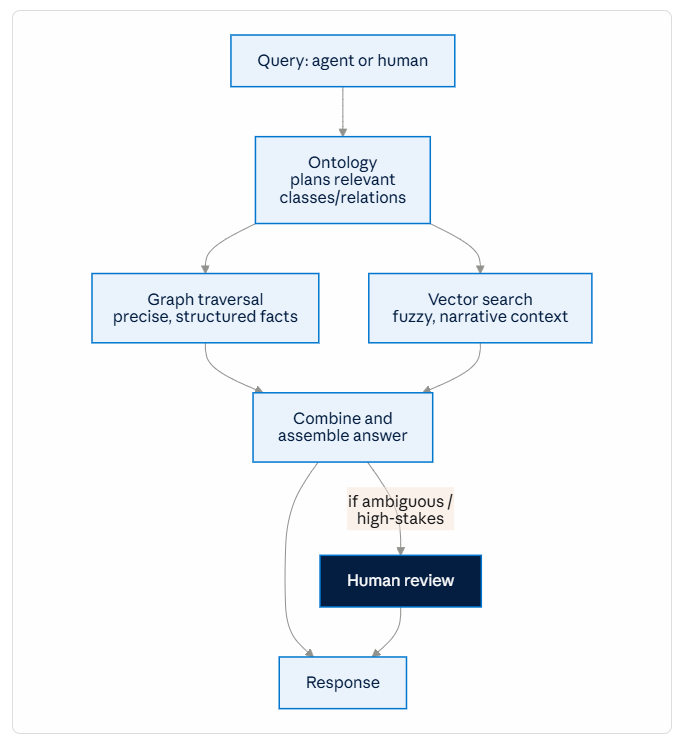 Query: agent or human
Ontology
plans relevant
classes/relations
Graph traversal
precise, structured facts
Vector search
fuzzy, narrative context
Combine and
assemble answer
if ambiguous /
high-stakes
Human review
Response